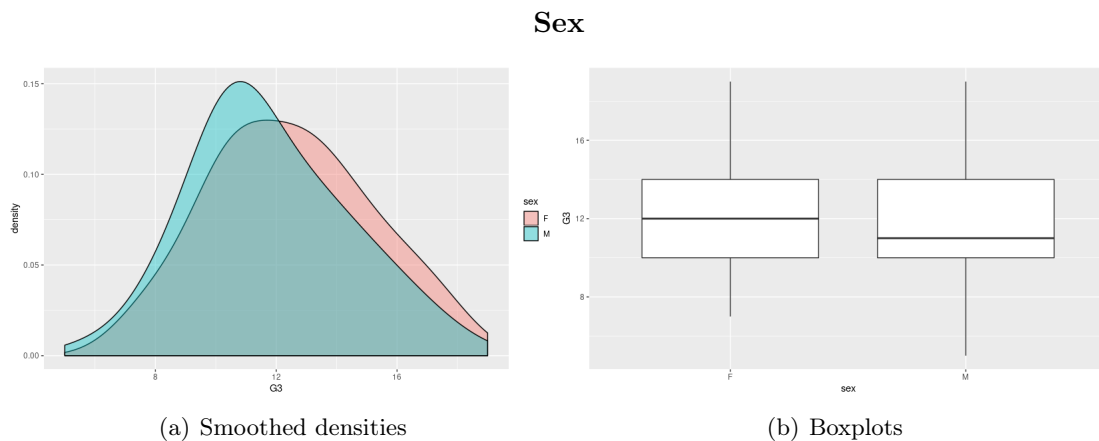 Sex
0.15
0.10
0.05
0.00
density
8
12
16
G3
sex
F
M
16
12
8
G3
F
M
sex
(a) Smoothed densities
(b) Boxplots